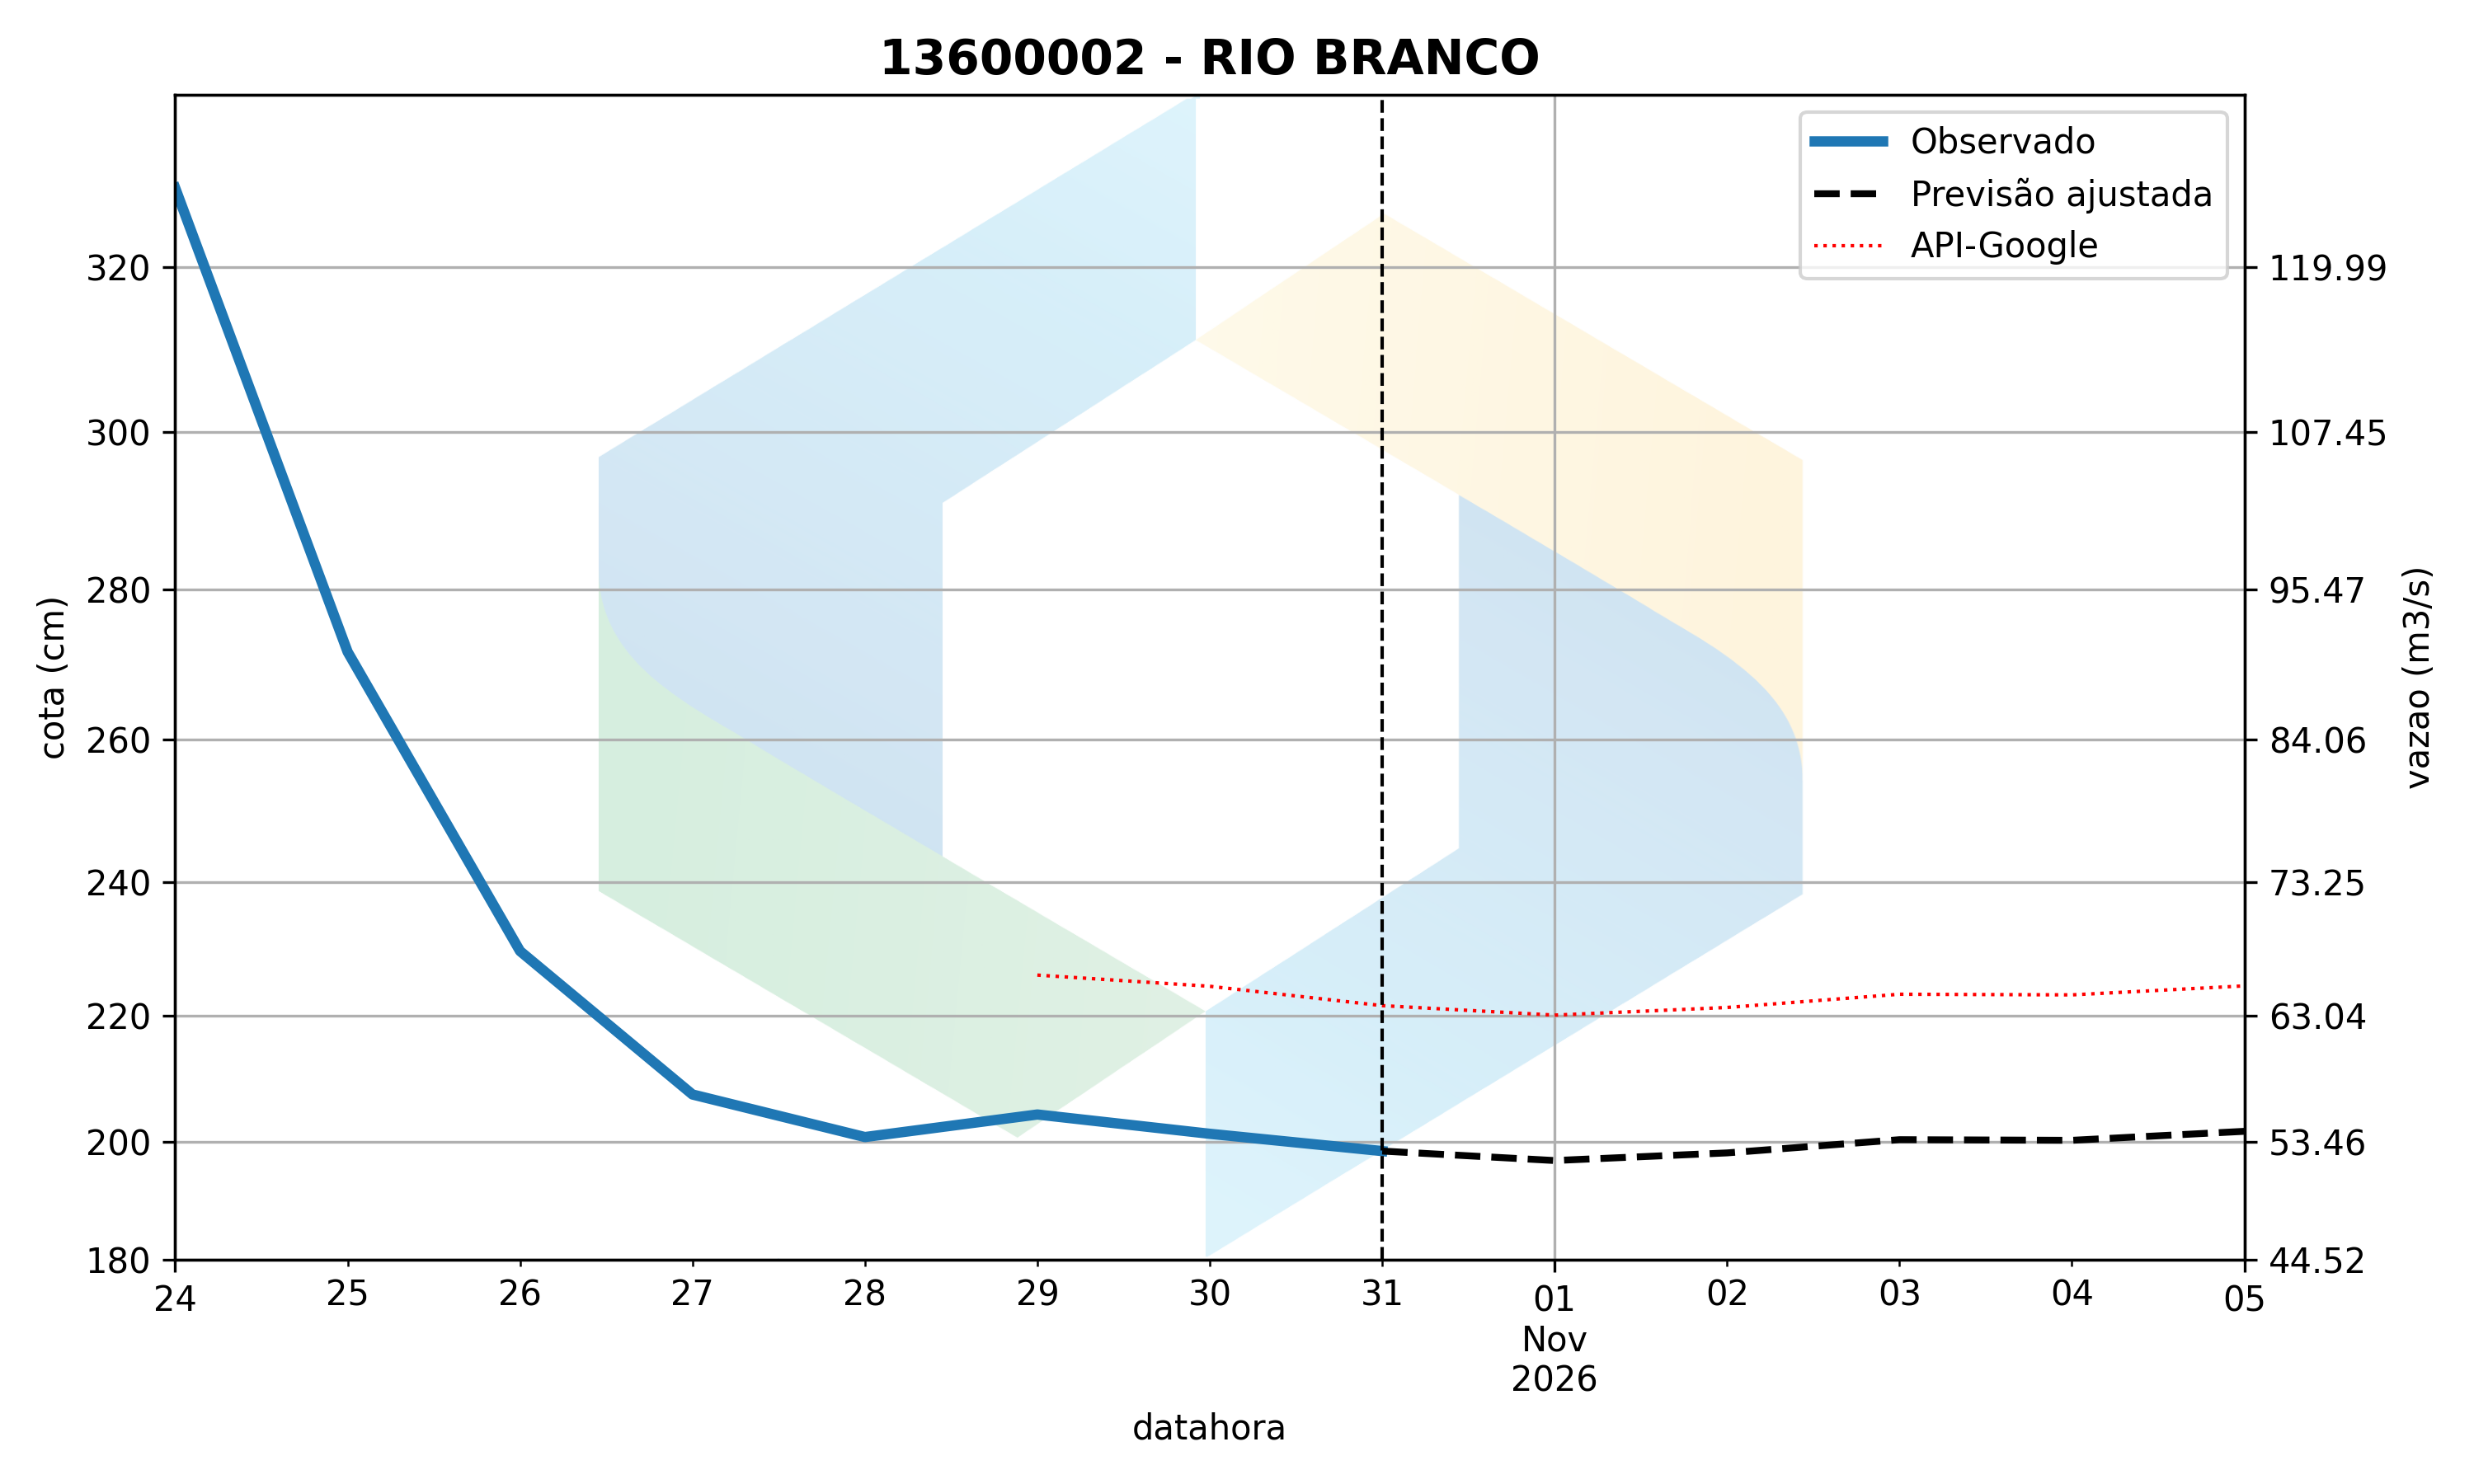 13600002 - RIO BRANCO
Observado
Previsão ajustada
API-Google
320
300
280
260
240
220
200
180
cota (cm)
119.99
107.45
95.47
84.06
73.25
63.04
53.46
44.52
vazao (m3/s)
24 25 26 27 28 29 30 31 01 02 03 04 05
Nov
2026
datahora